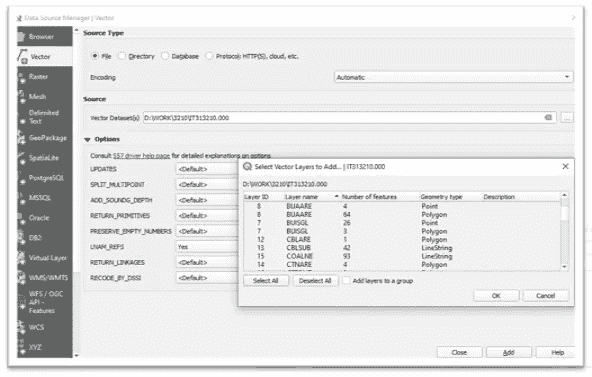 Data Source Manager | Vector
Browser
Vector
Raster
Mesh
Delimited
Text
GeoPackage
SpatiaLite
PostgreSQL
MSSQL
Oracle
DB2
Virtual Layer
WMS/WMTS
WFS / OGC
API -
Features
WCS
XYZ
Source Type
File Directory Database Protocol: HTTP(S), cloud, etc.
Encoding Automatic
Source
Vector Dataset(s) D:\WORK\3210\IT313210.000 ...
Options
Consult S57 driver help page for detailed explanations on options
UPDATES <Default>
SPLIT_MULTIPOINT <Default>
ADD_SOUNDG_DEPTH <Default>
RETURN_PRIMITIVES <Default>
PRESERVE_EMPTY_NUMBERS <Default>
LNAM_REFS Yes
RETURN_LINKAGES <Default>
RECODE_BY_DSSI <Default>
Select Vector Layers to Add... | IT313210.000
D:\WORK\3210\IT313210.000
Layer ID Layer name Number of features Geometry type Description
8 BUAARE 4 Point
8 BUAARE 64 Polygon
7 BUISGL 26 Point
7 BUISGL 3 Polygon
12 CBLARE 1 Polygon
13 CBLSUB 42 LineString
15 COALNE 93 LineString
14 CTNARE 4 Polygon
Select All Deselect All Add layers to a group
OK Cancel
Close Add Help